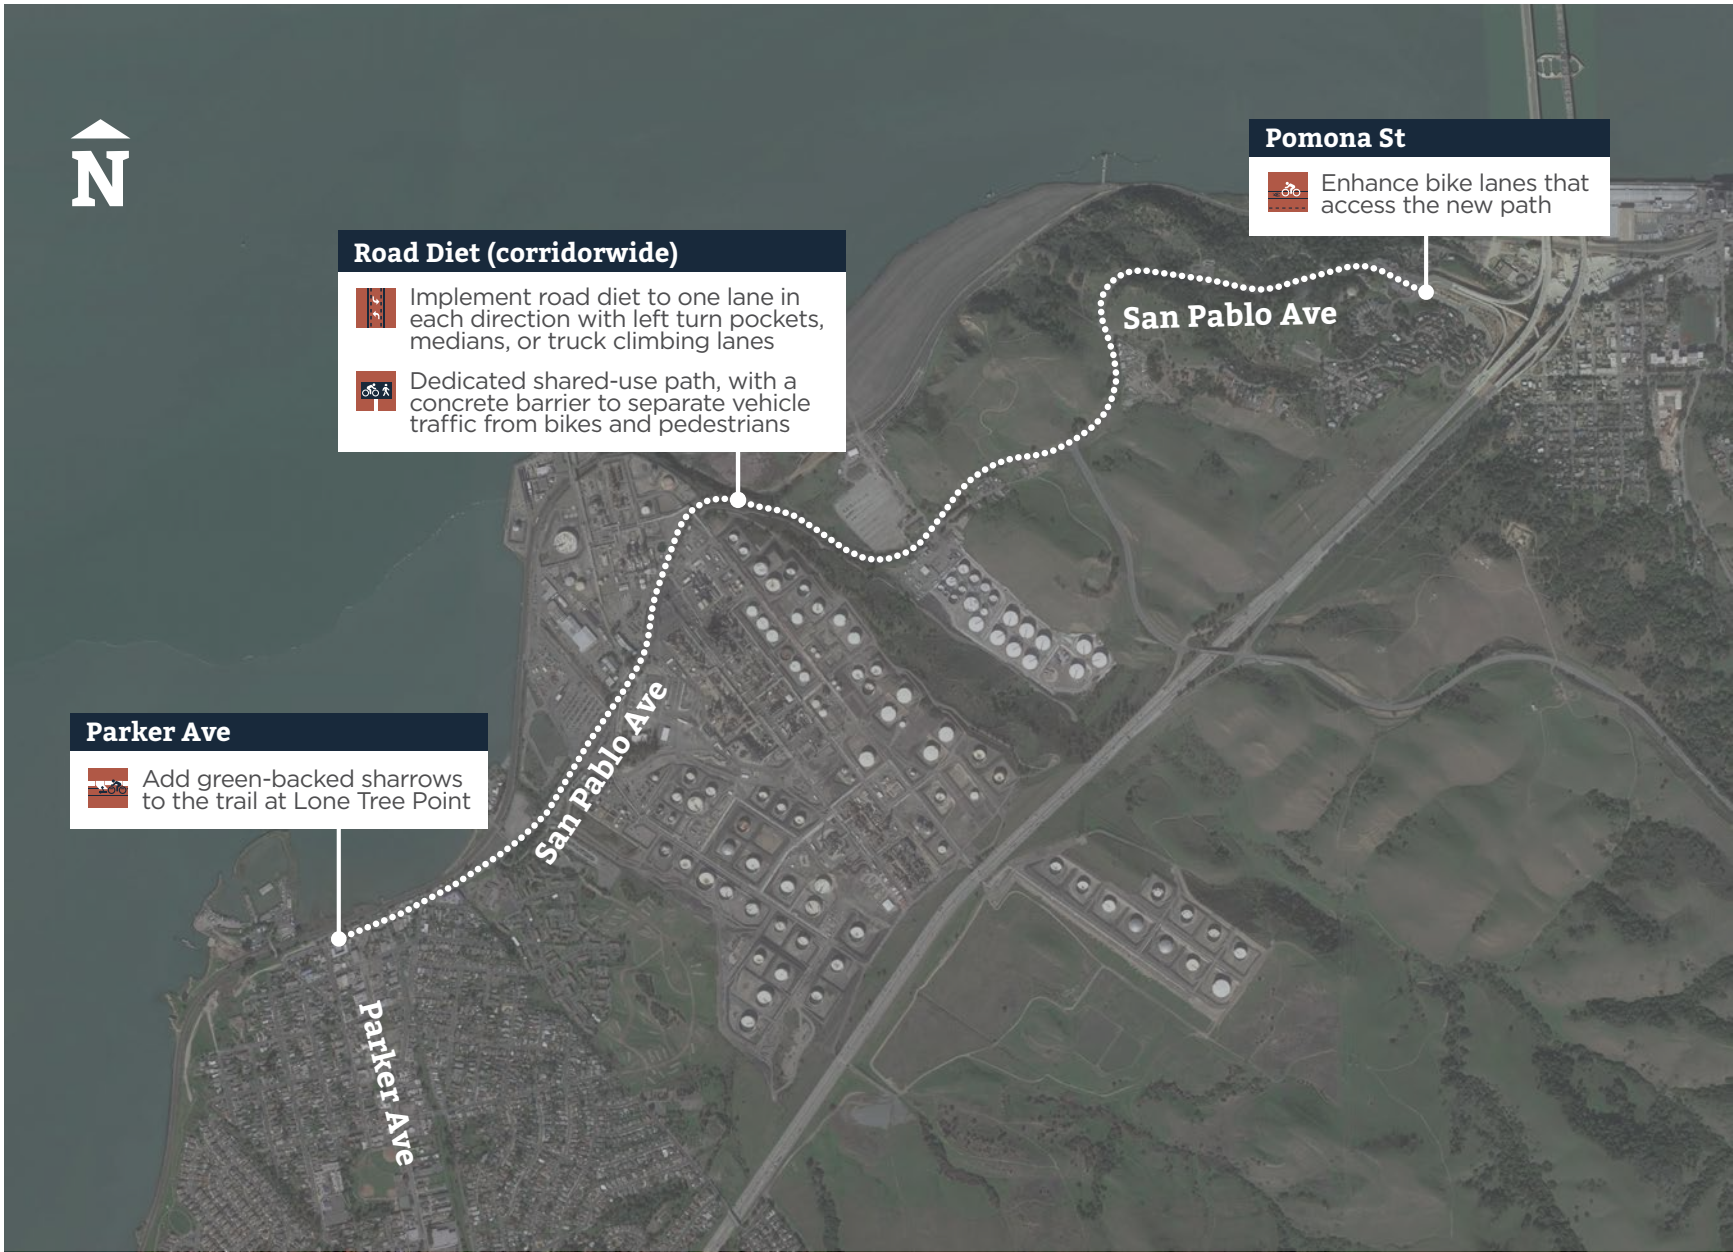 N
Pomona St
Enhance bike lanes that
access the new path
Road Diet (corridorwide)
Implement road diet to one lane in
each direction with left turn pockets,
medians, or truck climbing lanes
Dedicated shared-use path, with a
concrete barrier to separate vehicle
traffic from bikes and pedestrians
San Pablo Ave
San Pablo Ave
Parker Ave
Add green-backed sharrows
to the trail at Lone Tree Point
Parker Ave